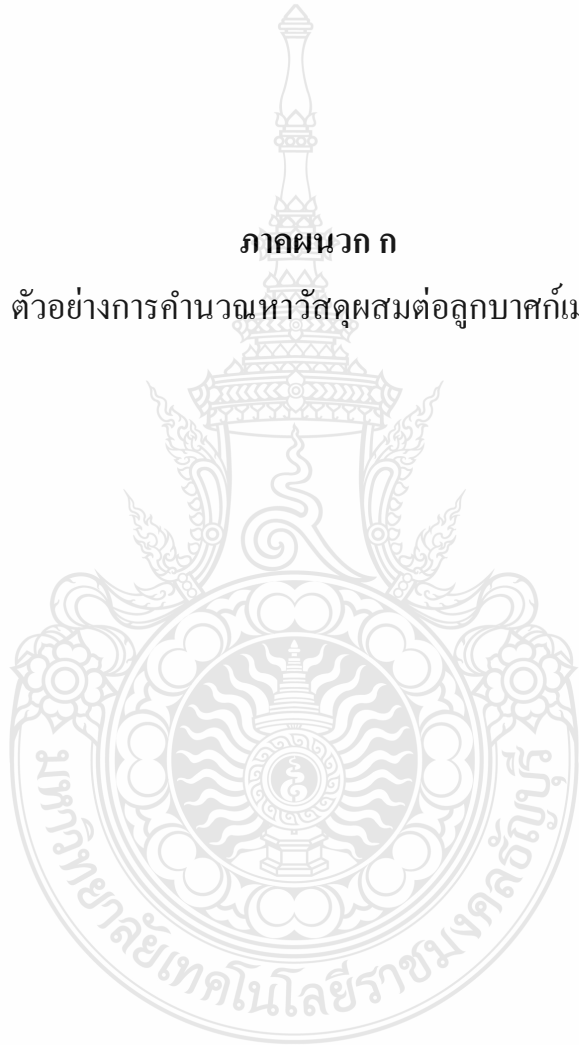 ภาคผนวก ก
ตัวอย่างการคำนวณหาวัสดุผสมต่อลูกบาศก์เม
มหาวิทยาลัยเทคโนโลยีราชมงคลธัญบุรี